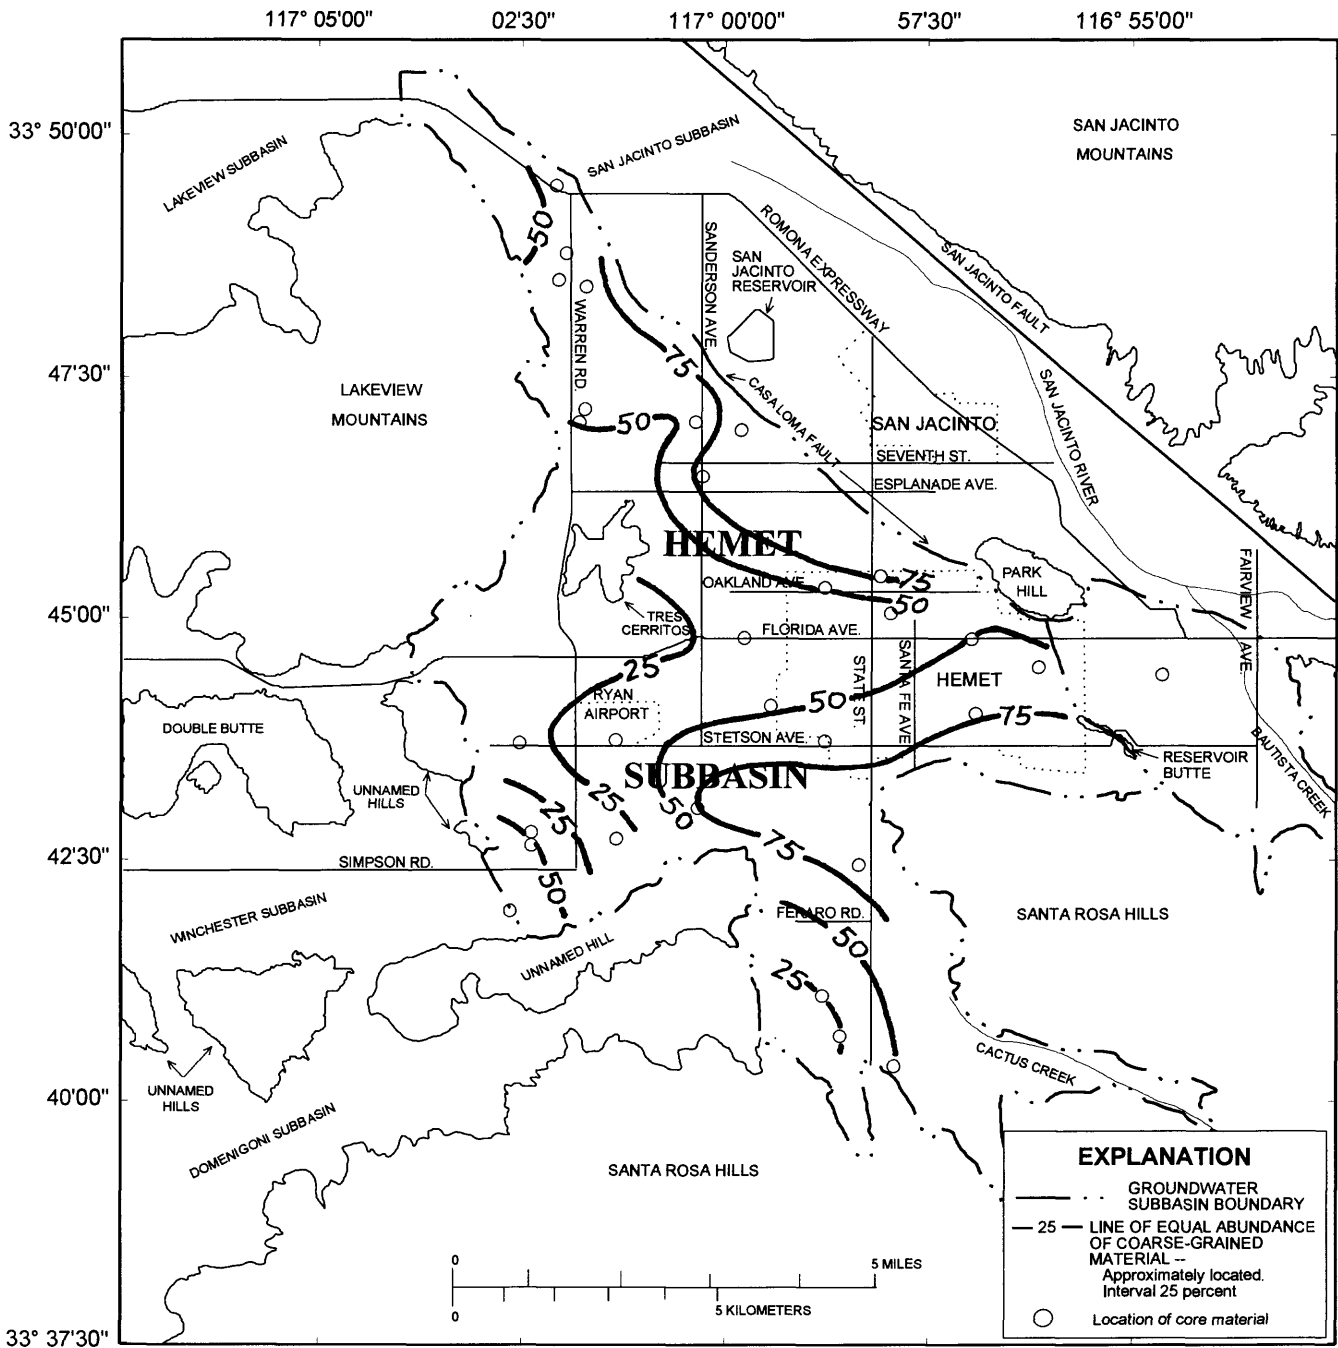 117° 05'00"
02'30"
117° 00'00"
57'30"
116° 55'00"
33° 50'00"
SAN JACINTO
MOUNTAINS
SAN JACINTO SUBBASIN
LAKEVIEW SUBBASIN
50
SANDERSON AVE.
ROMONA EXPRESSWAY
SAN
JACINTO
RESERVOIR
SAN JACINTO FAULT
WARREN RD.
75
47'30"
LAKEVIEW
MOUNTAINS
CASA LOMA FAULT
SAN JACINTO RIVER
50
SAN JACINTO
SEVENTH ST.
ESPLANADE AVE.
HEMET
FAIRVIEW
AVE.
PARK
HILL
OAKLAND AVE.
75
50
45'00"
TRES
CERRITOS
FLORIDA AVE.
25
STATE ST.
SANTA FE AVE.
HEMET
RYAN
AIRPORT
50
75
DOUBLE BUTTE
STETSON AVE.
BAUTISTA CREEK
RESERVOIR
BUTTE
SUBBASIN
UNNAMED
HILLS
25
25
50
75
42'30"
SIMPSON RD.
50
WINCHESTER SUBBASIN
FERARO RD.
SANTA ROSA HILLS
50
UNNAMED HILL
25
CACTUS CREEK
UNNAMED
HILLS
40'00"
DOMENIGONI SUBBASIN
SANTA ROSA HILLS
EXPLANATION
GROUNDWATER
SUBBASIN BOUNDARY
— 25 — LINE OF EQUAL ABUNDANCE
OF COARSE-GRAINED
MATERIAL --
Approximately located.
Interval 25 percent
Location of core material
0
5 MILES
0
5 KILOMETERS
33° 37'30"